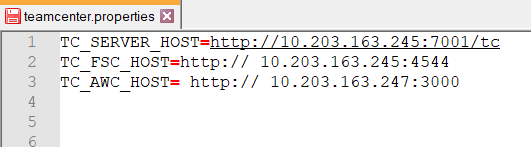 teamcenter.properties
1 TC_SERVER_HOST=http://10.203.163.245:7001/tc
2 TC_FSC_HOST=http:// 10.203.163.245:4544
3 TC_AWC_HOST= http:// 10.203.163.247:3000
4
5
6